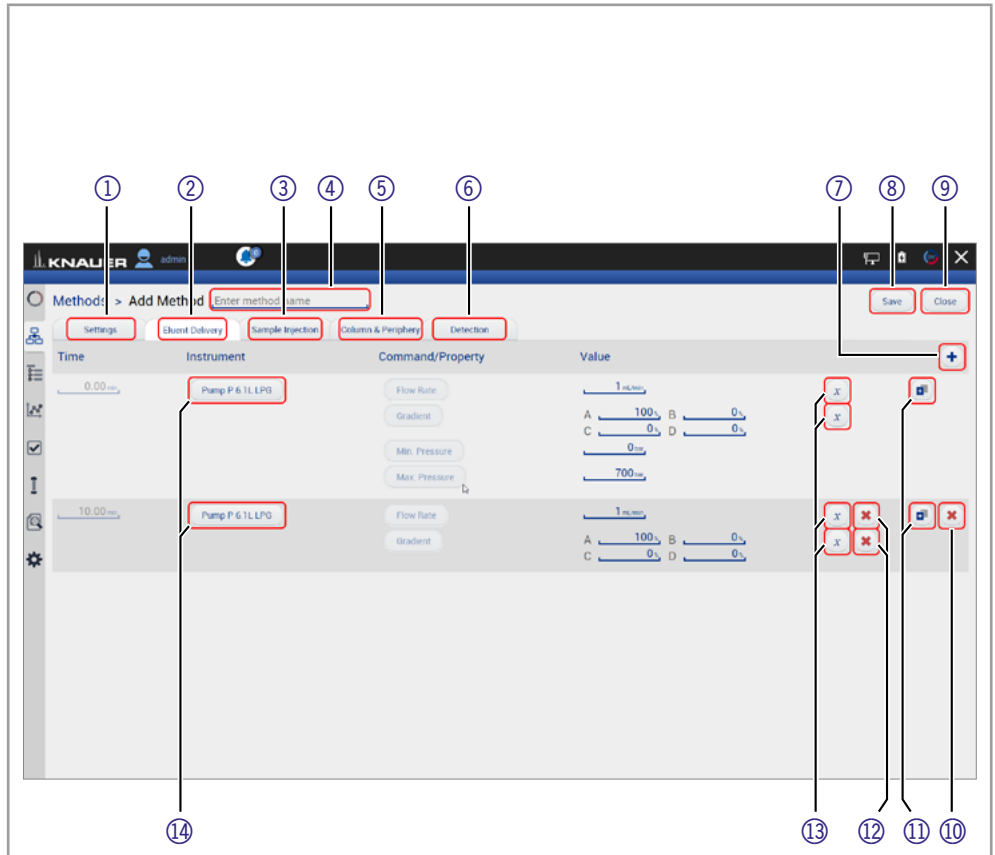 ① ② ③ ④ ⑤ ⑥ ⑦ ⑧ ⑨
KNAUER admin 6
Methods > Add Method Enter method name Save Close
Settings Eluent Delivery Sample Injection Column & Periphery Detection
Time Instrument Command/Property Value +
0.00 min Pump P 6.1L LPG Flow Rate 1 mL/min x
Gradient A 100 % B 0 % x
C 0 % D 0 %
Min. Pressure 0 bar
Max. Pressure 700 bar
10.00 min Pump P 6.1L LPG Flow Rate 1 mL/min x
Gradient A 100 % B 0 % x
C 0 % D 0 %
⑭ ⑬ ⑫ ⑪ ⑩